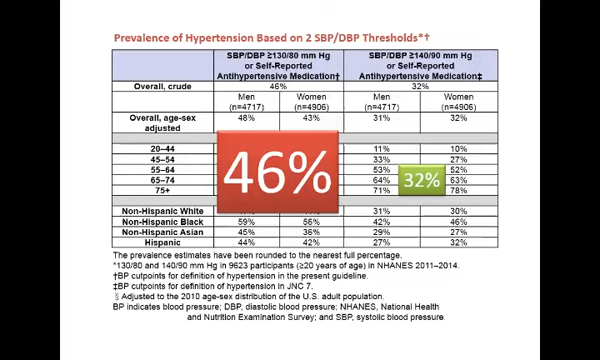 Prevalence of Hypertension Based on 2 SBP/DBP Thresholds*†
SBP/DBP ≥130/80 mm Hg or Self-Reported Antihypertensive Medication†
SBP/DBP ≥140/90 mm Hg or Self-Reported Antihypertensive Medication‡
Overall, crude 46% 32%
Men (n=4717) Women (n=4906) Men (n=4717) Women (n=4906)
Overall, age-sex adjusted 48% 43% 31% 32%
20–44 11% 10%
45–54 33% 27%
55–64 53% 52%
65–74 64% 63%
75+ 71% 78%
46%
32%
Non-Hispanic White 31% 30%
Non-Hispanic Black 59% 56% 42% 46%
Non-Hispanic Asian 45% 36% 29% 27%
Hispanic 44% 42% 27% 32%
The prevalence estimates have been rounded to the nearest full percentage.
*130/80 and 140/90 mm Hg in 9623 participants (≥20 years of age) in NHANES 2011–2014.
†BP cutpoints for definition of hypertension in the present guideline.
‡BP cutpoints for definition of hypertension in JNC 7.
§ Adjusted to the 2010 age-sex distribution of the U.S. adult population.
BP indicates blood pressure; DBP, diastolic blood pressure; NHANES, National Health
and Nutrition Examination Survey; and SBP, systolic blood pressure.